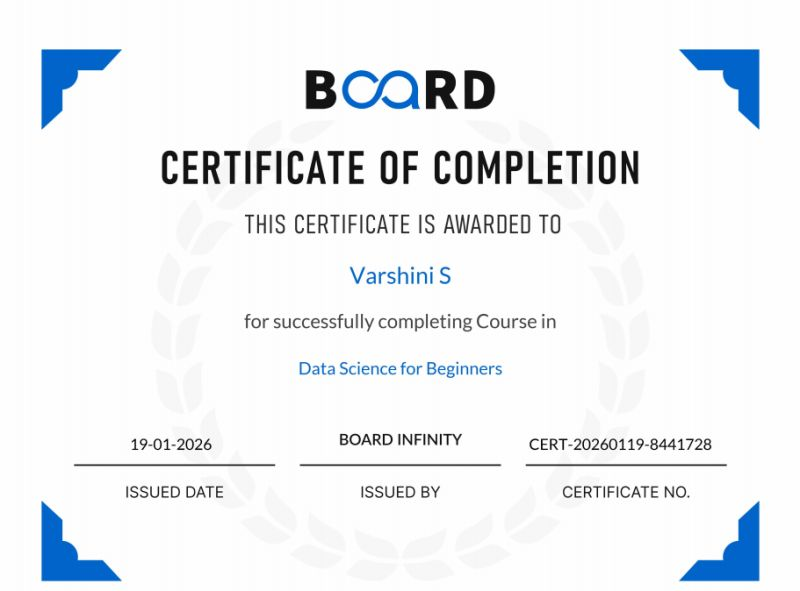 BOARD
CERTIFICATE OF COMPLETION
THIS CERTIFICATE IS AWARDED TO
Varshini S
for successfully completing Course in
Data Science for Beginners
19-01-2026
BOARD INFINITY
CERT-20260119-8441728
ISSUED DATE
ISSUED BY
CERTIFICATE NO.